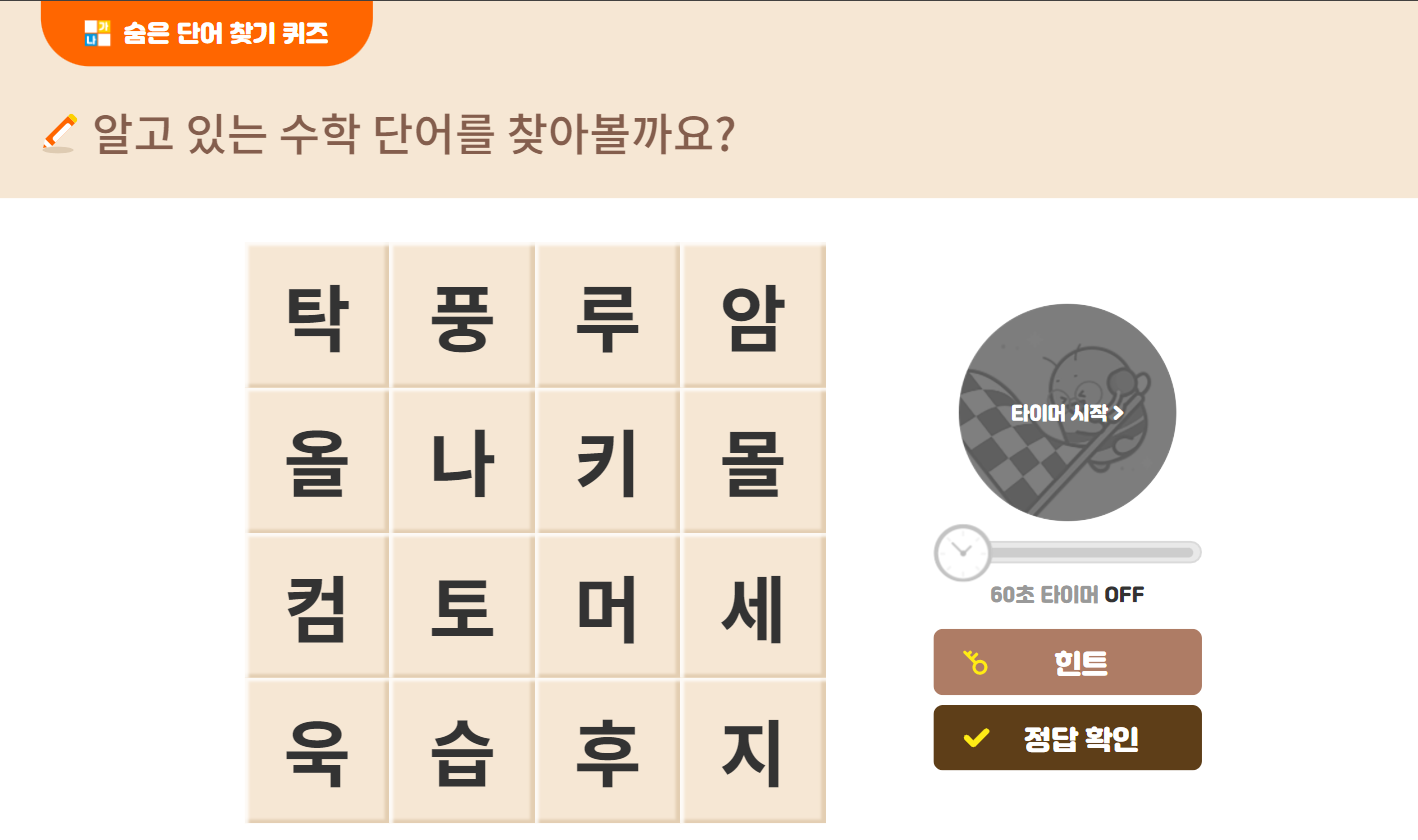 가
나
숨은 단어 찾기 퀴즈
알고 있는 수학 단어를 찾아볼까요?
탁 풍 루 암
올 나 키 몰
컴 토 머 세
욱 습 후 지
타이머 시작 >
60초 타이머 OFF
힌트
정답 확인